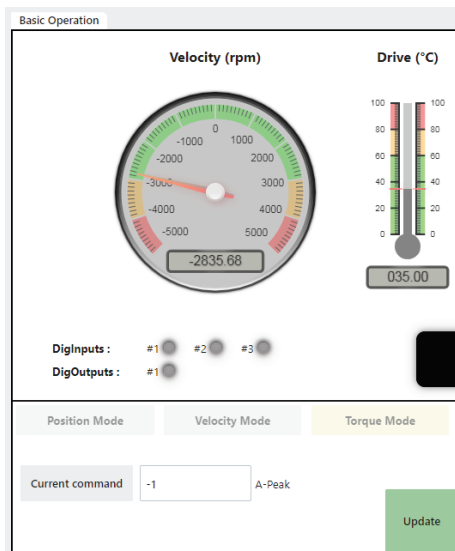 Basic Operation
Velocity (rpm)
Drive (°C)
0
-1000
1000
-2000
2000
-3000
3000
-4000
4000
-5000
5000
-2835.68
100
100
80
80
60
60
40
40
20
20
0
0
035.00
DigInputs :
#1
#2
#3
DigOutputs :
#1
Position Mode
Velocity Mode
Torque Mode
Current command
-1
A-Peak
Update